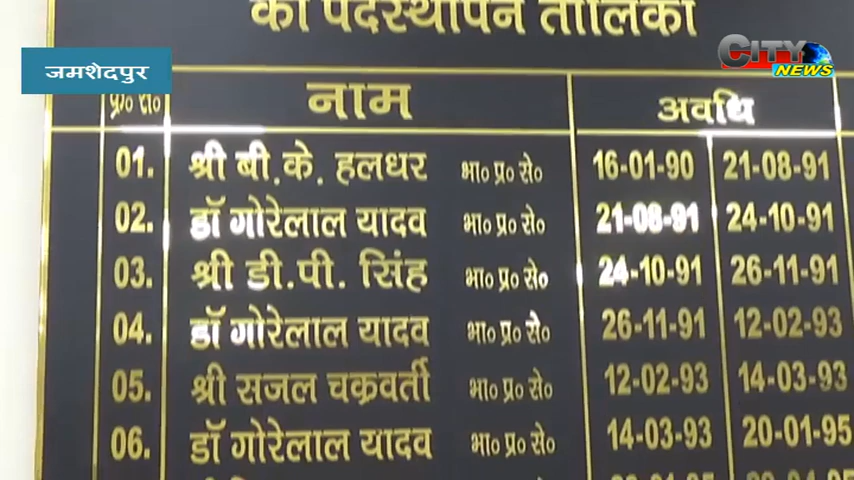 का पदस्थापन तालिका
CITY NEWS
जमशैदपुर
प्र० सं० नाम अवधि
01. श्री बी.के. हलधर भा० प्र० से० 16-01-90 21-08-91
02. डॉ गोरेलाल यादव भा० प्र० से० 21-08-91 24-10-91
03. श्री डी.पी. सिंह भा० प्र० से० 24-10-91 26-11-91
04. डॉ गोरेलाल यादव भा० प्र० से० 26-11-91 12-02-93
05. श्री सजल चक्रवर्ती भा० प्र० से० 12-02-93 14-03-93
06. डॉ गोरेलाल यादव भा० प्र० से० 14-03-93 20-01-95